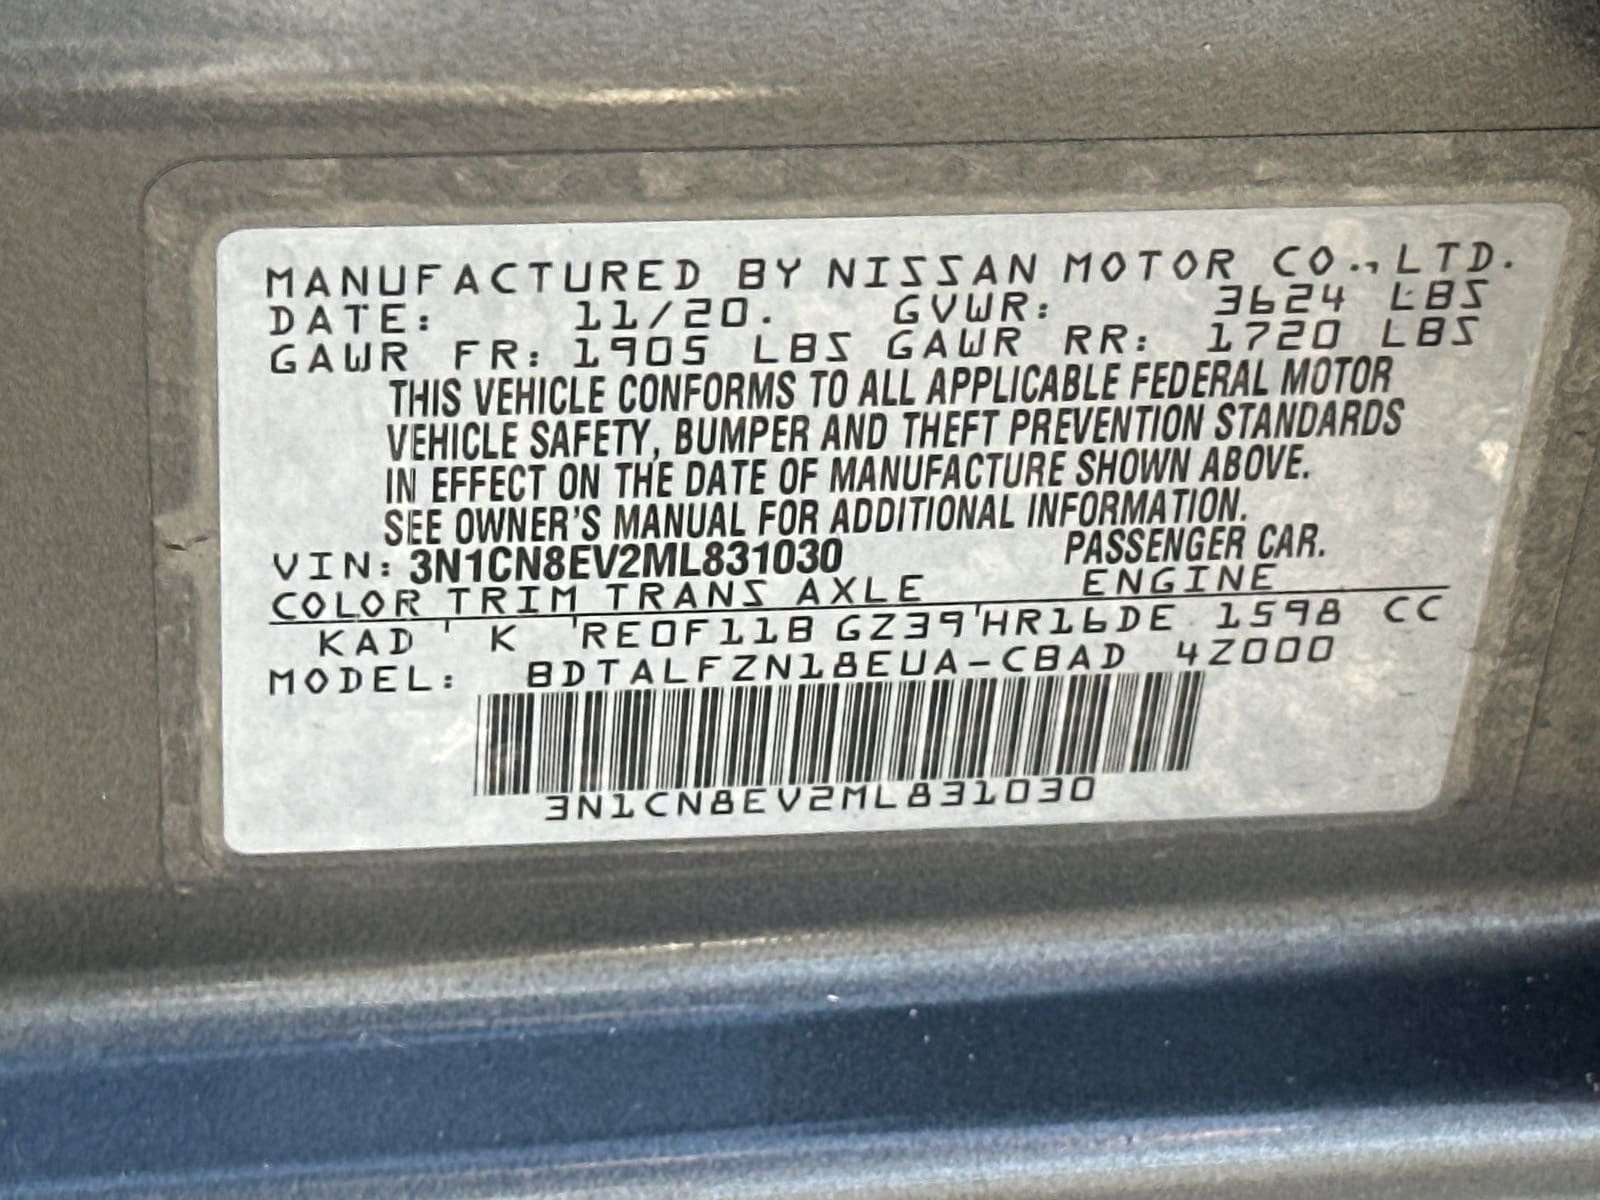 MANUFACTURED BY NISSAN MOTOR CO., LTD.
DATE: 11/20. GVWR: 3624 LBS
GAWR FR: 1905 LBS GAWR RR: 1720 LBS
THIS VEHICLE CONFORMS TO ALL APPLICABLE FEDERAL MOTOR
VEHICLE SAFETY, BUMPER AND THEFT PREVENTION STANDARDS
IN EFFECT ON THE DATE OF MANUFACTURE SHOWN ABOVE.
SEE OWNER'S MANUAL FOR ADDITIONAL INFORMATION.
VIN: 3N1CN8EV2ML831030 PASSENGER CAR.
COLOR TRIM TRANS AXLE ENGINE
KAD K RE0F11B GZ39 HR16DE 1598 CC
MODEL: BDTALFZN18EUA-CBAD 4Z000
3N1CN8EV2ML831030